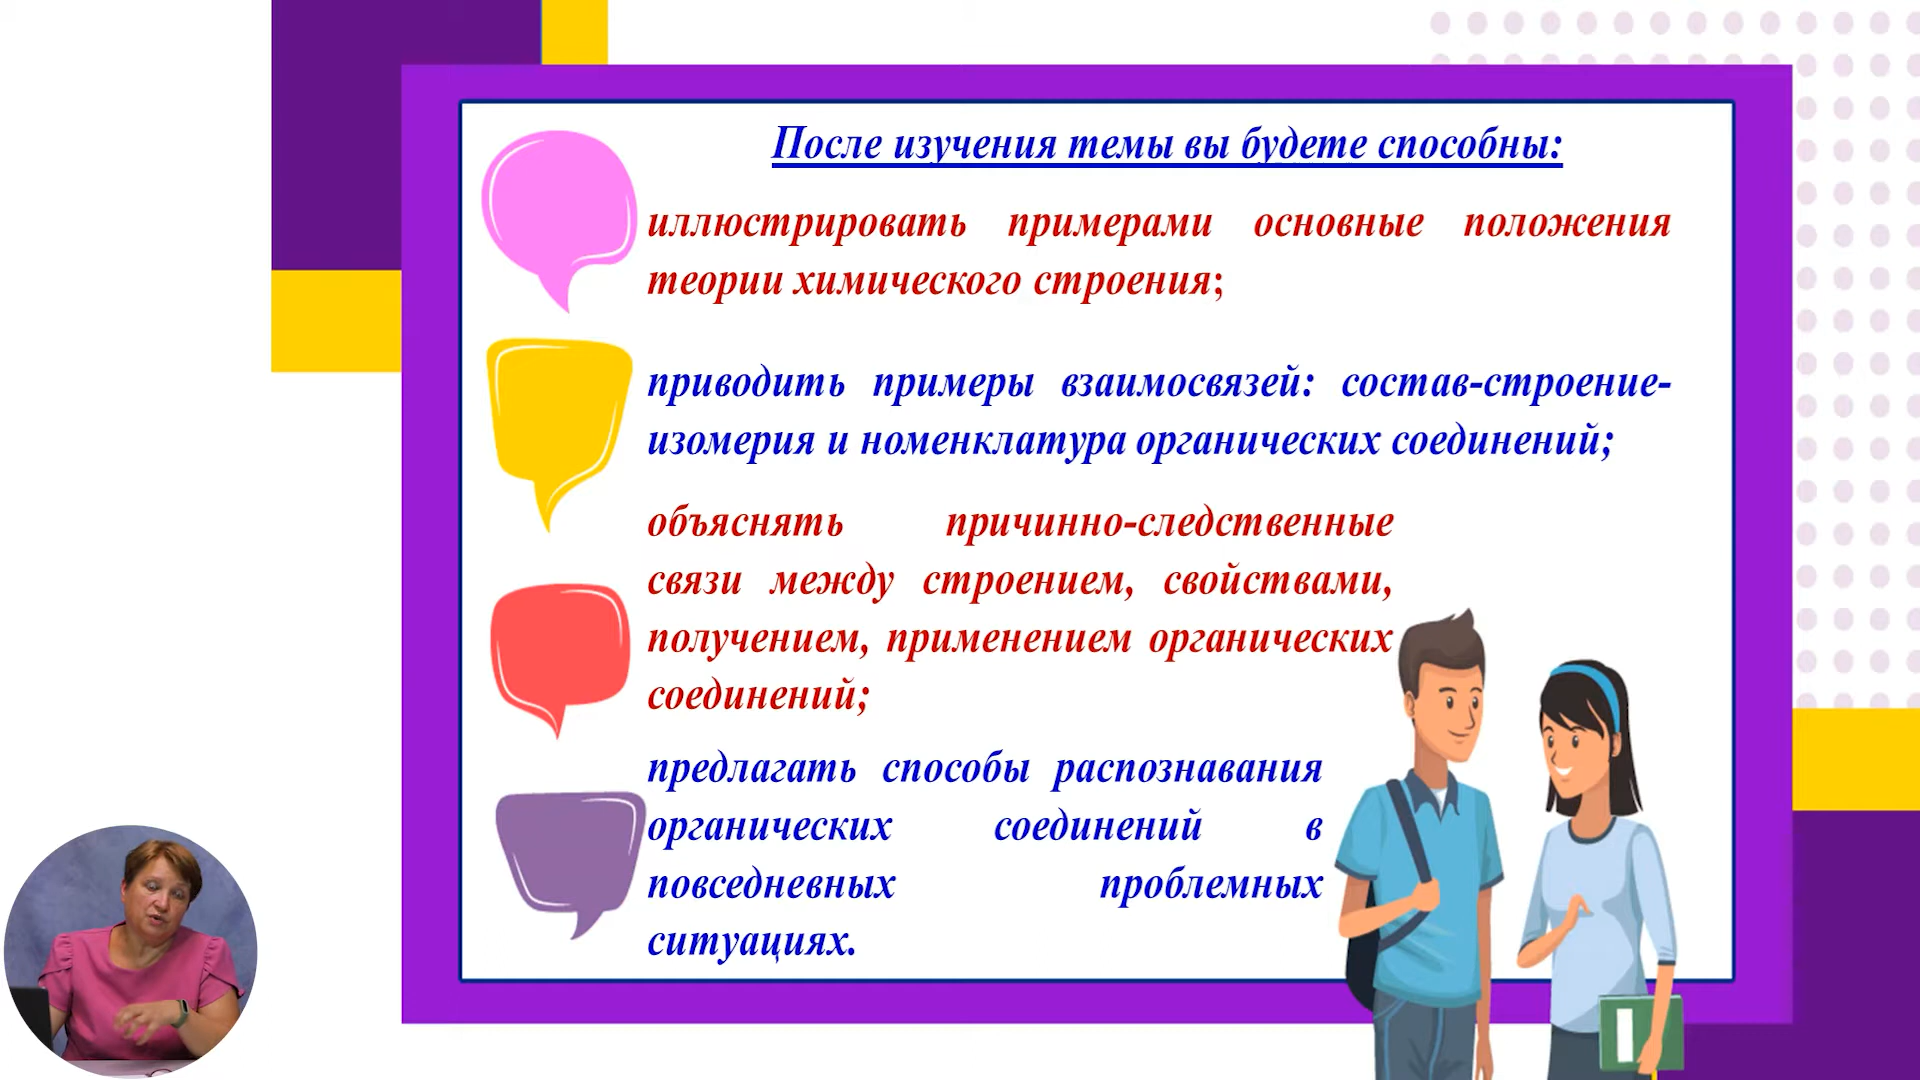 После изучения темы вы будете способны:
иллюстрировать примерами основные положения
теории химического строения;
приводить примеры взаимосвязей: состав-строение-
изомерия и номенклатура органических соединений;
объяснять причинно-следственные
связи между строением, свойствами,
получением, применением органических
соединений;
предлагать способы распознавания
органических соединений в
повседневных проблемных
ситуациях.